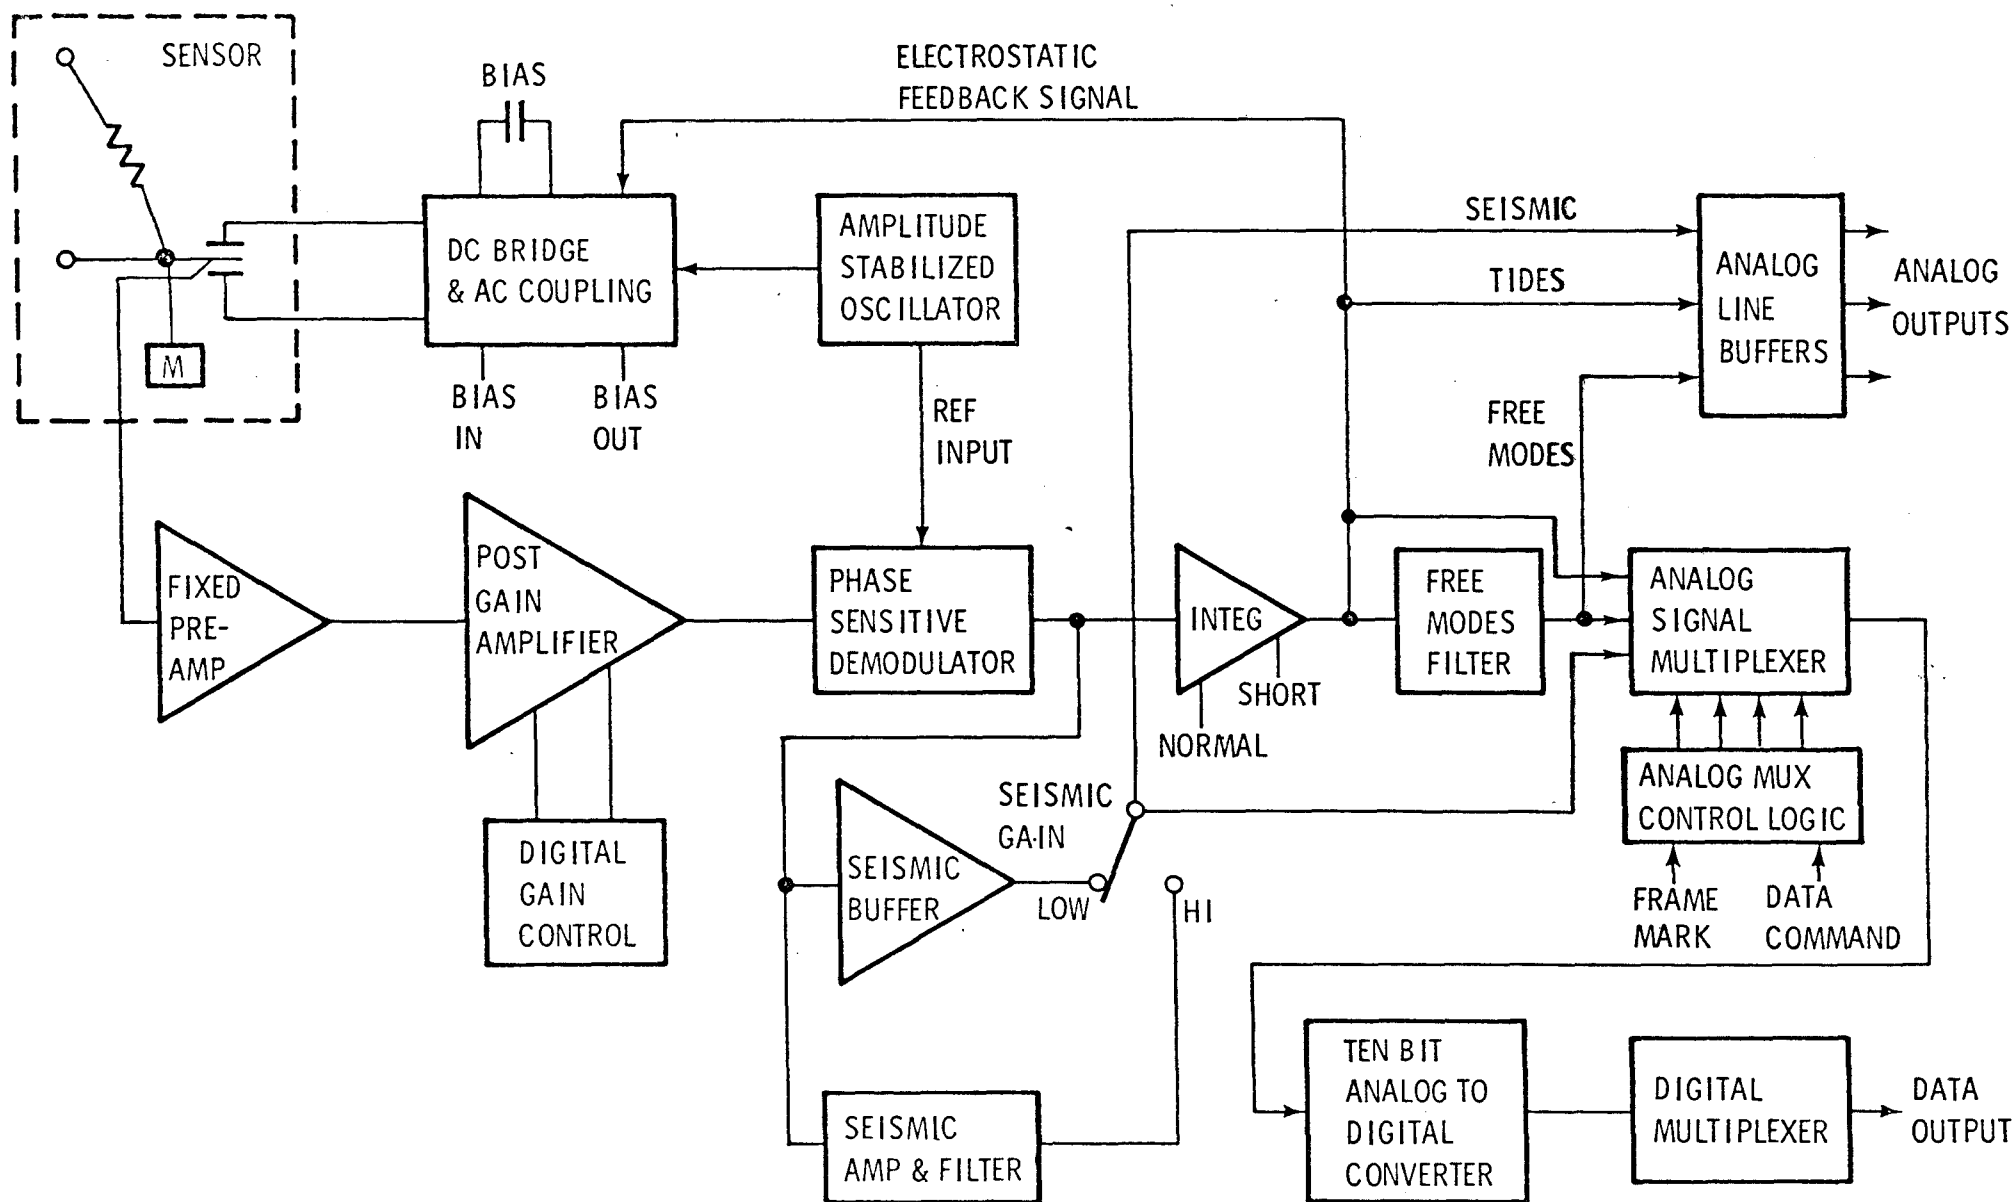 SENSOR
M
BIAS
ELECTROSTATIC
FEEDBACK SIGNAL
DC BRIDGE
& AC COUPLING
BIAS
IN
BIAS
OUT
AMPLITUDE
STABILIZED
OSCILLATOR
REF
INPUT
SEISMIC
TIDES
FREE
MODES
ANALOG
LINE
BUFFERS
ANALOG
OUTPUTS
FIXED
PRE-
AMP
POST
GAIN
AMPLIFIER
DIGITAL
GAIN
CONTROL
PHASE
SENSITIVE
DEMODULATOR
INTEG
SHORT
NORMAL
FREE
MODES
FILTER
ANALOG
SIGNAL
MULTIPLEXER
ANALOG MUX
CONTROL LOGIC
FRAME
MARK
DATA
COMMAND
SEISMIC
GAIN
SEISMIC
BUFFER
LOW
HI
SEISMIC
AMP & FILTER
TEN BIT
ANALOG TO
DIGITAL
CONVERTER
DIGITAL
MULTIPLEXER
DATA
OUTPUT